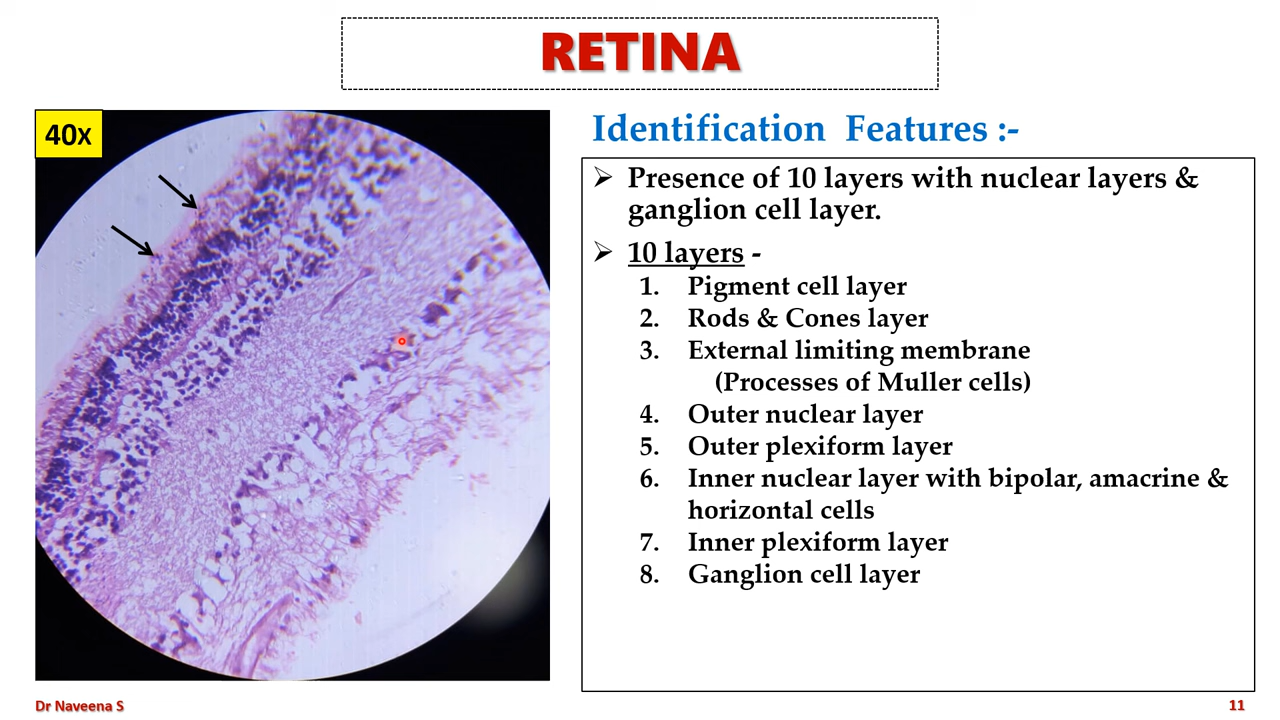 RETINA
40X
Identification Features :-
➢ Presence of 10 layers with nuclear layers &
ganglion cell layer.
➢ 10 layers -
1. Pigment cell layer
2. Rods & Cones layer
3. External limiting membrane
(Processes of Muller cells)
4. Outer nuclear layer
5. Outer plexiform layer
6. Inner nuclear layer with bipolar, amacrine &
horizontal cells
7. Inner plexiform layer
8. Ganglion cell layer
Dr Naveena S
11